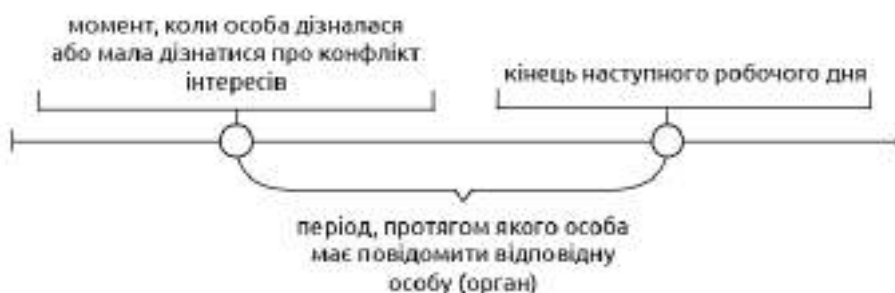 момент, коли особа дізналася
або мала дізнатися про конфлікт
інтересів
кінець наступного робочого дня
період, протягом якого особа
має повідомити відповідну
особу (орган)